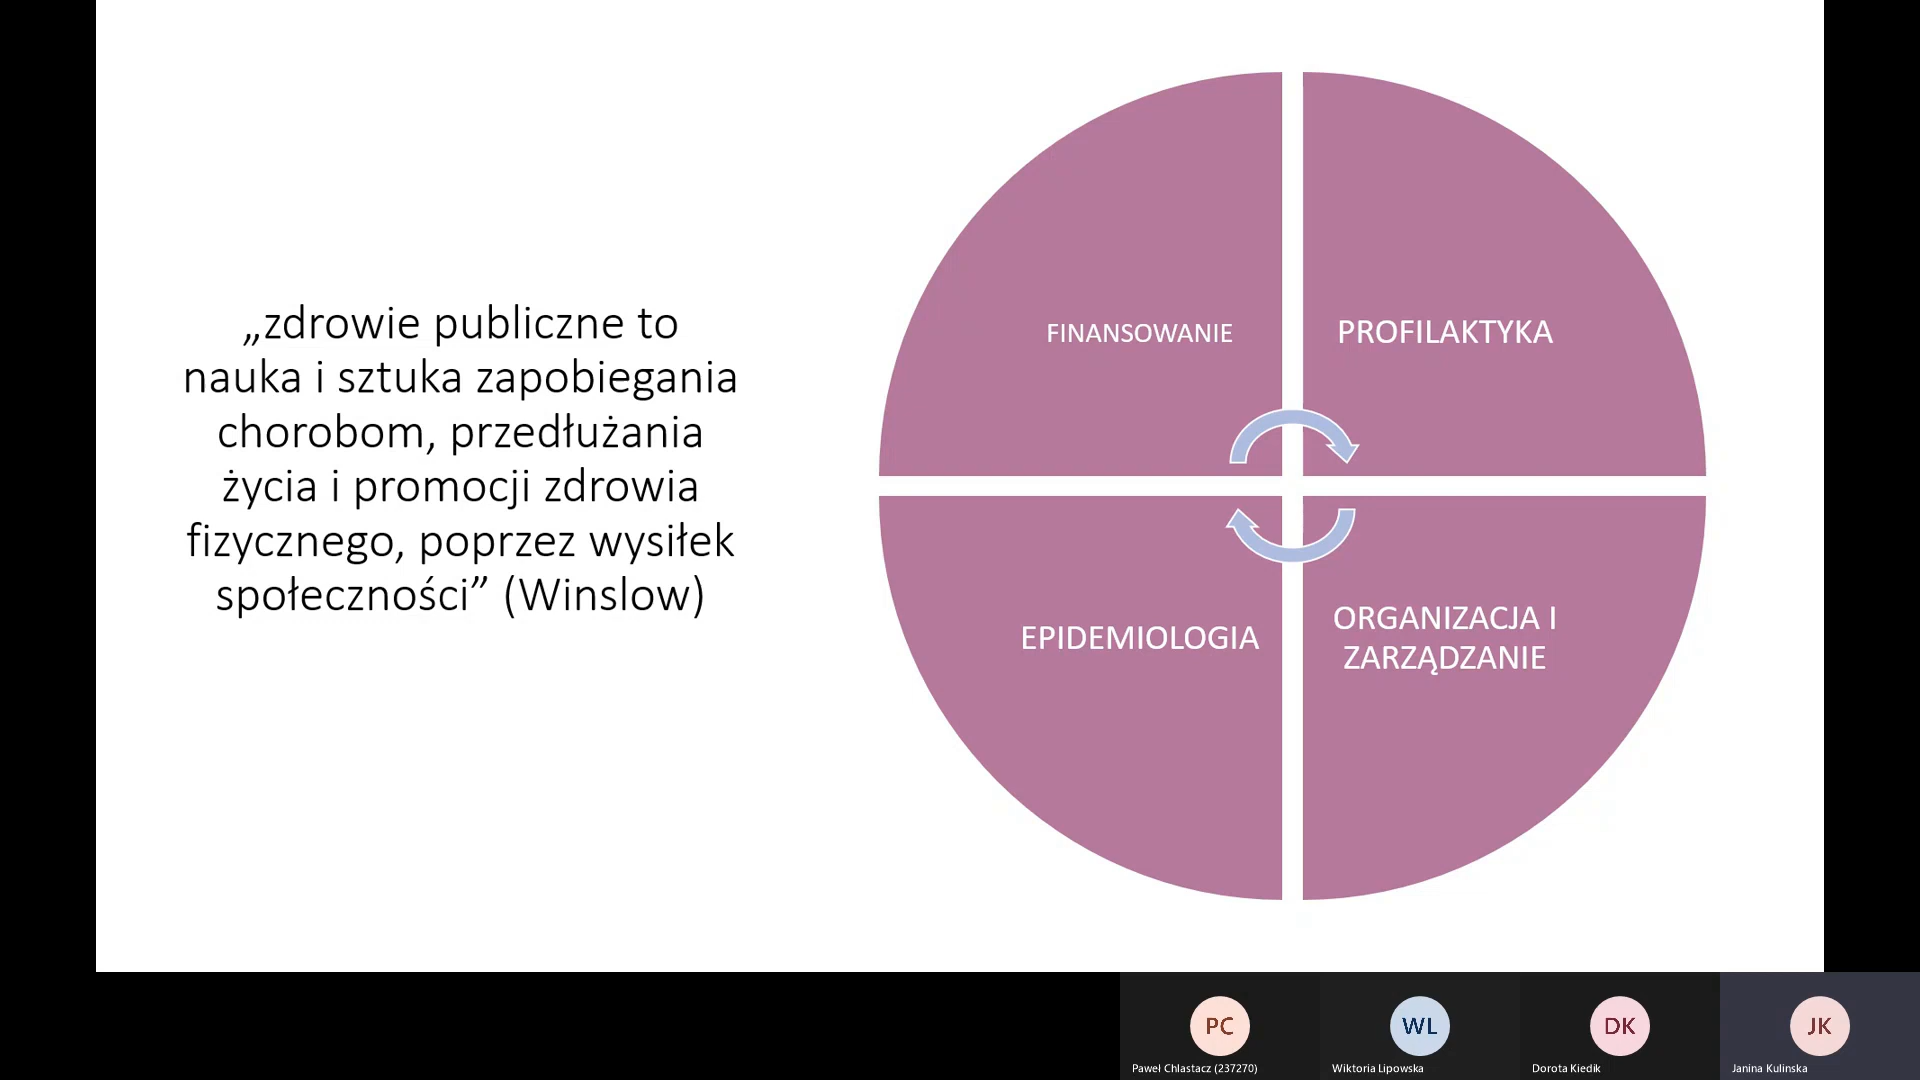 „zdrowie publiczne to
nauka i sztuka zapobiegania
chorobom, przedłużania
życia i promocji zdrowia
fizycznego, poprzez wysiłek
społeczności” (Winslow)
FINANSOWANIE
PROFILAKTYKA
EPIDEMIOLOGIA
ORGANIZACJA I
ZARZĄDZANIE
PC
Paweł Chlastacz (237270)
WL
Wiktoria Lipowska
DK
Dorota Kiedik
JK
Janina Kulinska